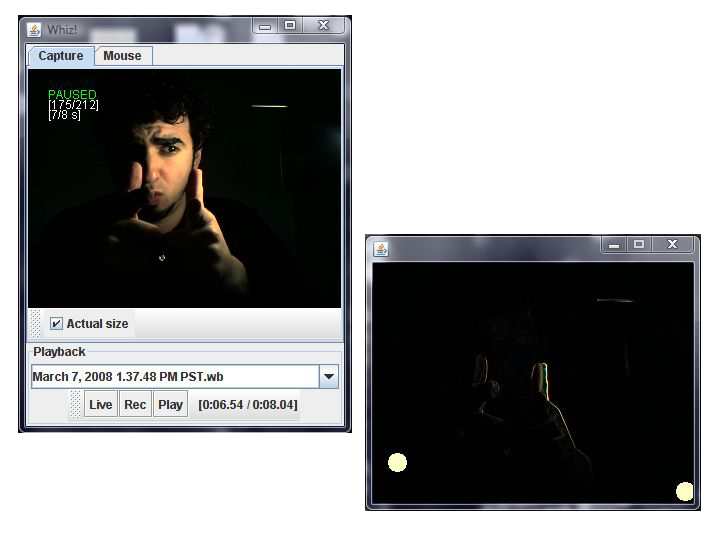 Whiz!
Capture Mouse
PAUSED
[175/212]
[7/8 s]
Actual size
Playback
March 7, 2008 1.37.48 PM PST.wb
Live Rec Play [0:06.54 / 0:08.04]